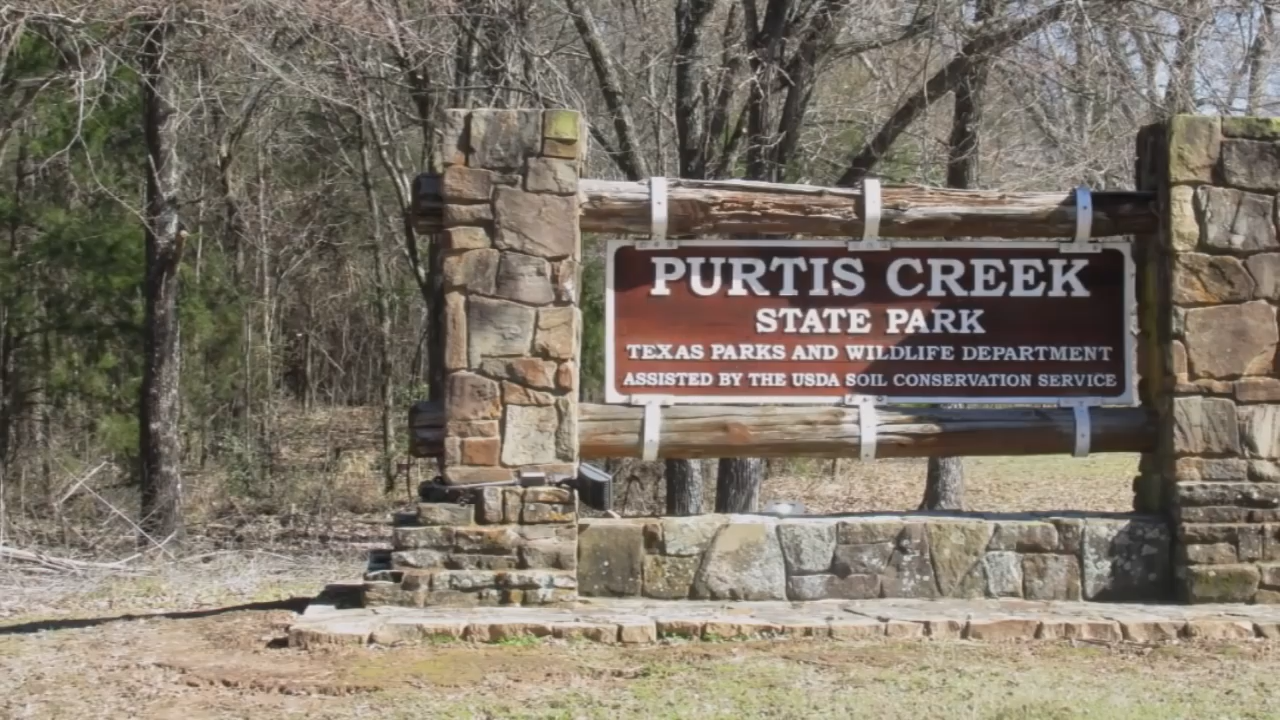 PURTIS CREEK
STATE PARK
TEXAS PARKS AND WILDLIFE DEPARTMENT
ASSISTED BY THE USDA SOIL CONSERVATION SERVICE